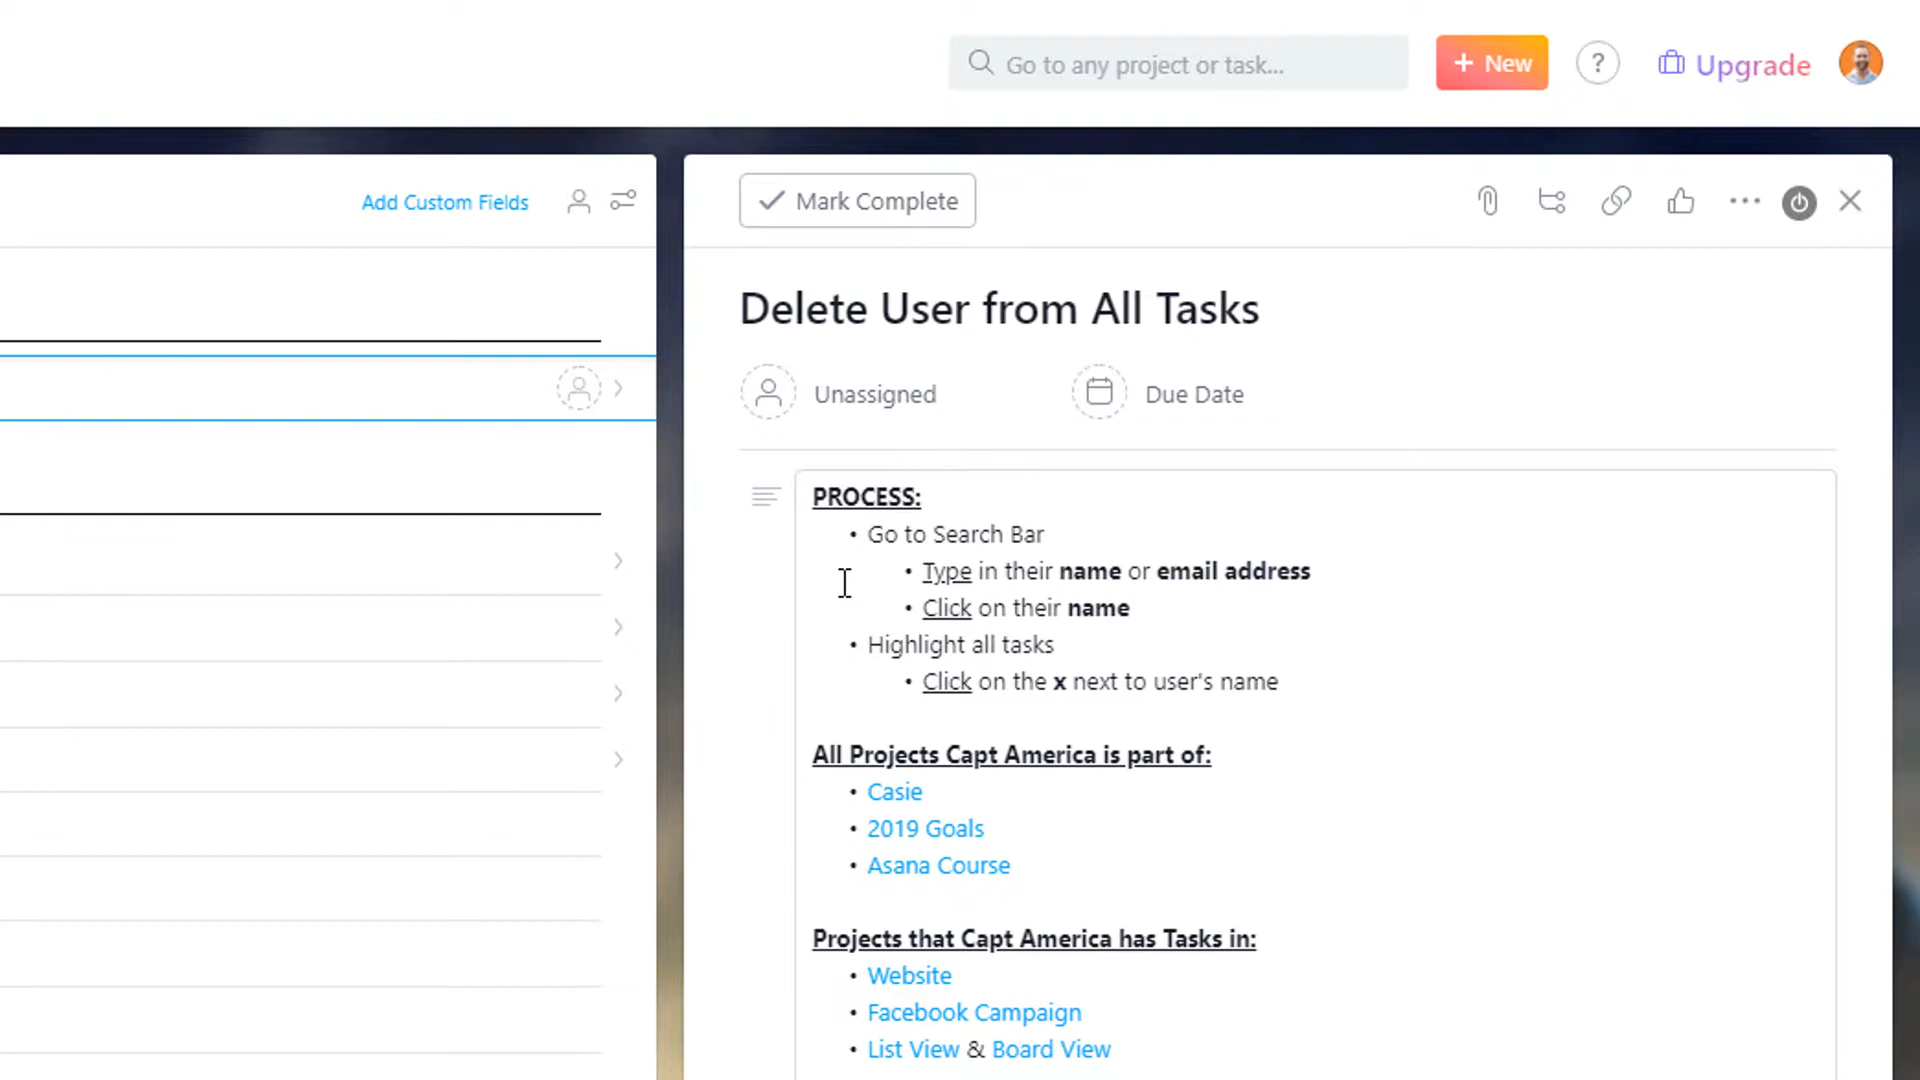 Go to any project or task...
+ New
?
Upgrade
Add Custom Fields
Mark Complete
Delete User from All Tasks
Unassigned
Due Date
PROCESS:
• Go to Search Bar
• Type in their name or email address
• Click on their name
• Highlight all tasks
• Click on the x next to user's name
All Projects Capt America is part of:
• Casie
• 2019 Goals
• Asana Course
Projects that Capt America has Tasks in:
• Website
• Facebook Campaign
• List View & Board View